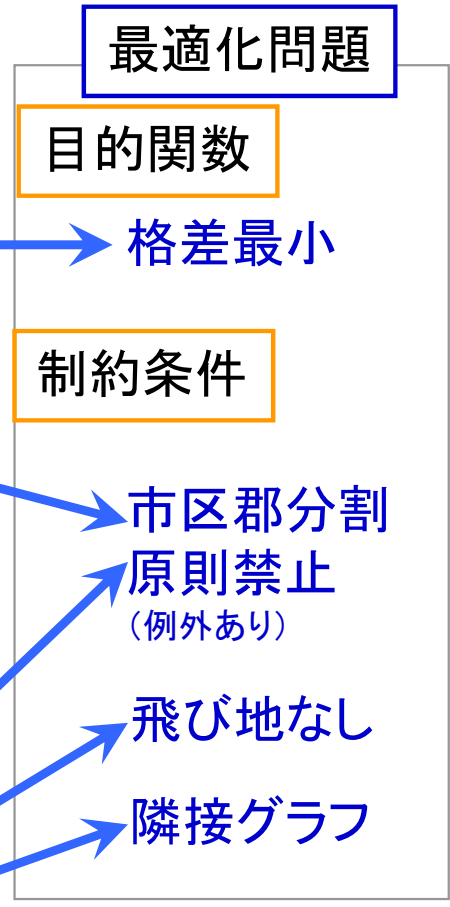 最適化問題
目的関数
格差最小
制約条件
市区郡分割
原則禁止
（例外あり）
飛び地なし
隣接グラフ